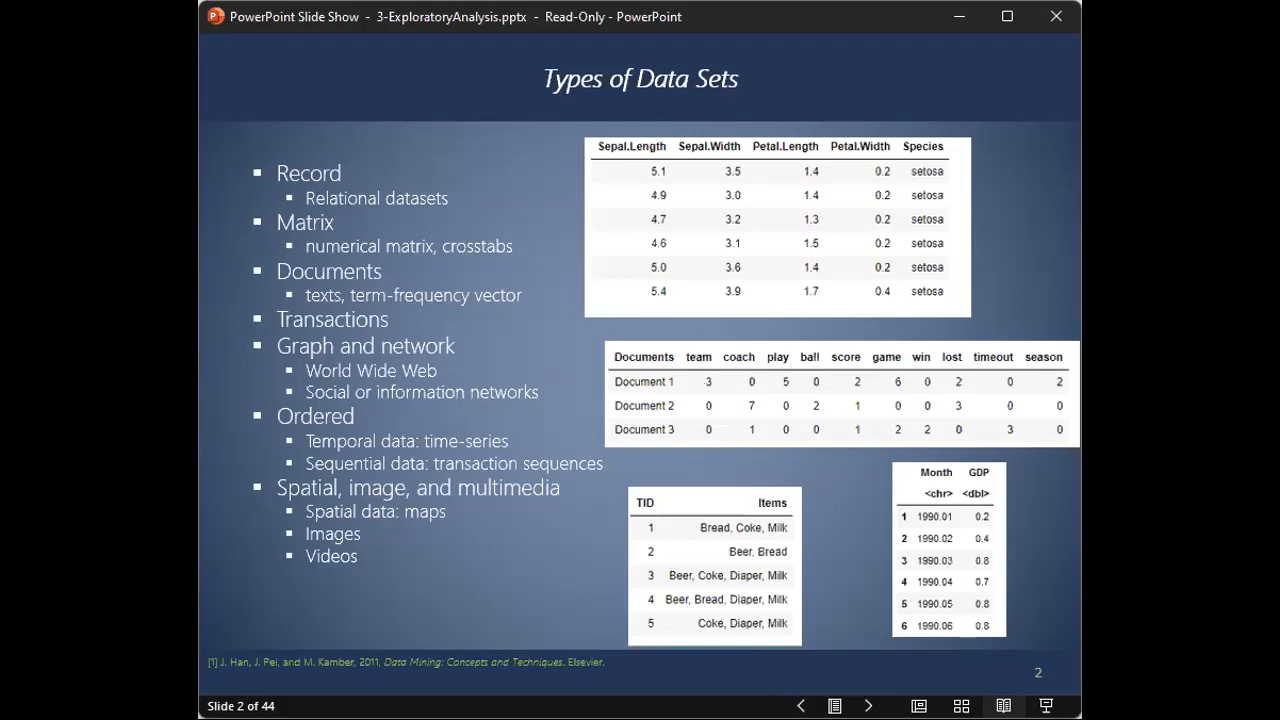 PowerPoint Slide Show - 3-ExploratoryAnalysis.pptx - Read-Only - PowerPoint
Types of Data Sets
Record
Relational datasets
Matrix
numerical matrix, crosstabs
Documents
texts, term-frequency vector
Transactions
Graph and network
World Wide Web
Social or information networks
Ordered
Temporal data: time-series
Sequential data: transaction sequences
Spatial, image, and multimedia
Spatial data: maps
Images
Videos
Sepal.Length Sepal.Width Petal.Length Petal.Width Species
5.1 3.5 1.4 0.2 setosa
4.9 3.0 1.4 0.2 setosa
4.7 3.2 1.3 0.2 setosa
4.6 3.1 1.5 0.2 setosa
5.0 3.6 1.4 0.2 setosa
5.4 3.9 1.7 0.4 setosa
Documents team coach play ball score game win lost timeout season
Document 1 3 0 5 0 2 6 0 2 0 2
Document 2 0 7 0 2 1 0 0 3 0 0
Document 3 0 1 0 0 1 2 2 0 3 0
TID Items
1 Bread, Coke, Milk
2 Beer, Bread
3 Beer, Coke, Diaper, Milk
4 Beer, Bread, Diaper, Milk
5 Coke, Diaper, Milk
Month GDP
<chr> <dbl>
1 1990.01 0.2
2 1990.02 0.4
3 1990.03 0.8
4 1990.04 0.7
5 1990.05 0.8
6 1990.06 0.8
[1] J. Han, J. Pei, and M. Kamber, 2011, Data Mining: Concepts and Techniques. Elsevier.
2
Slide 2 of 44